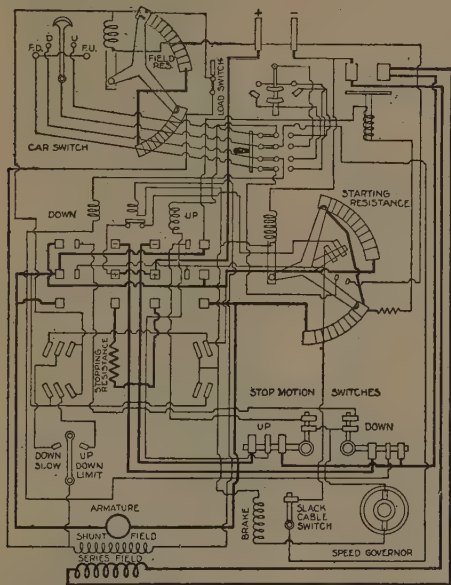 + −
F.D. D U F.U.
FIELD
RES.
LOAD SWITCH
CAR SWITCH
STARTING
RESISTANCE
DOWN UP
STOPPING
RESISTANCE
STOP MOTION SWITCHES
UP DOWN
DOWN
SLOW
UP
DOWN
LIMIT
ARMATURE
SHUNT FIELD
SERIES FIELD
BRAKE
SLACK
CABLE
SWITCH
SPEED GOVERNOR